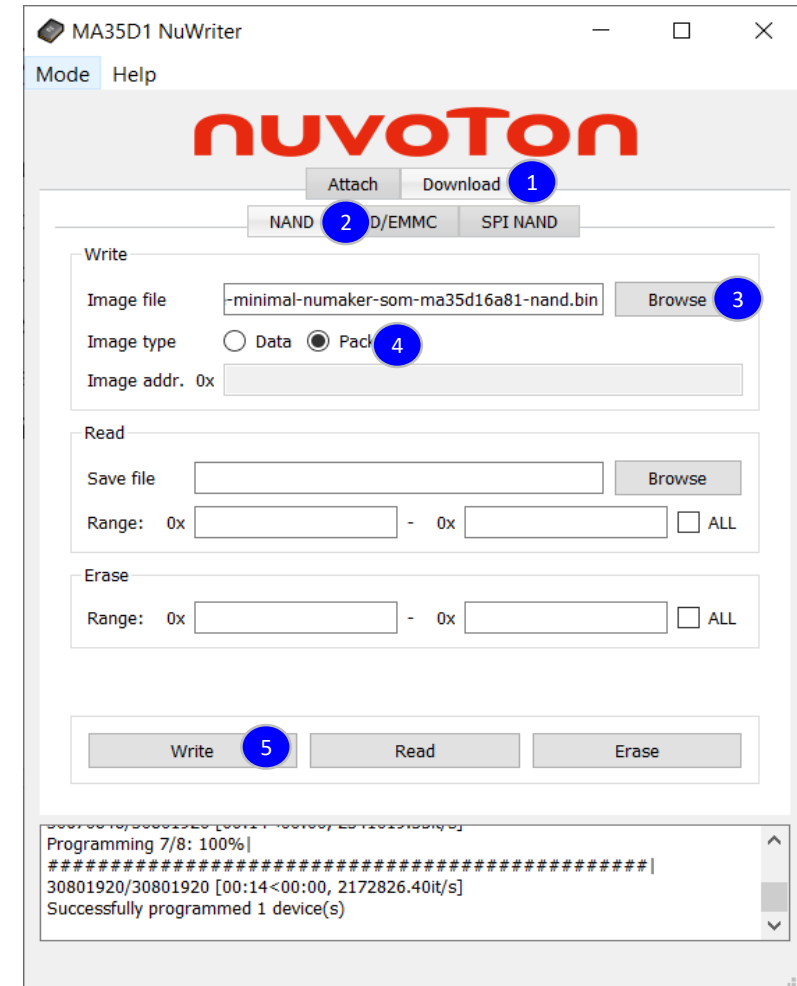 MA35D1 NuWriter
Mode Help
nuvoTon
Attach Download 1
NAND 2 D/EMMC SPI NAND
Write
Image file -minimal-numaker-som-ma35d16a81-nand.bin Browse 3
Image type Data Pack 4
Image addr. 0x
Read
Save file Browse
Range: 0x - 0x ALL
Erase
Range: 0x - 0x ALL
Write 5 Read Erase
Programming 7/8: 100%|
################################################|
30801920/30801920 [00:14<00:00, 2172826.40it/s]
Successfully programmed 1 device(s)